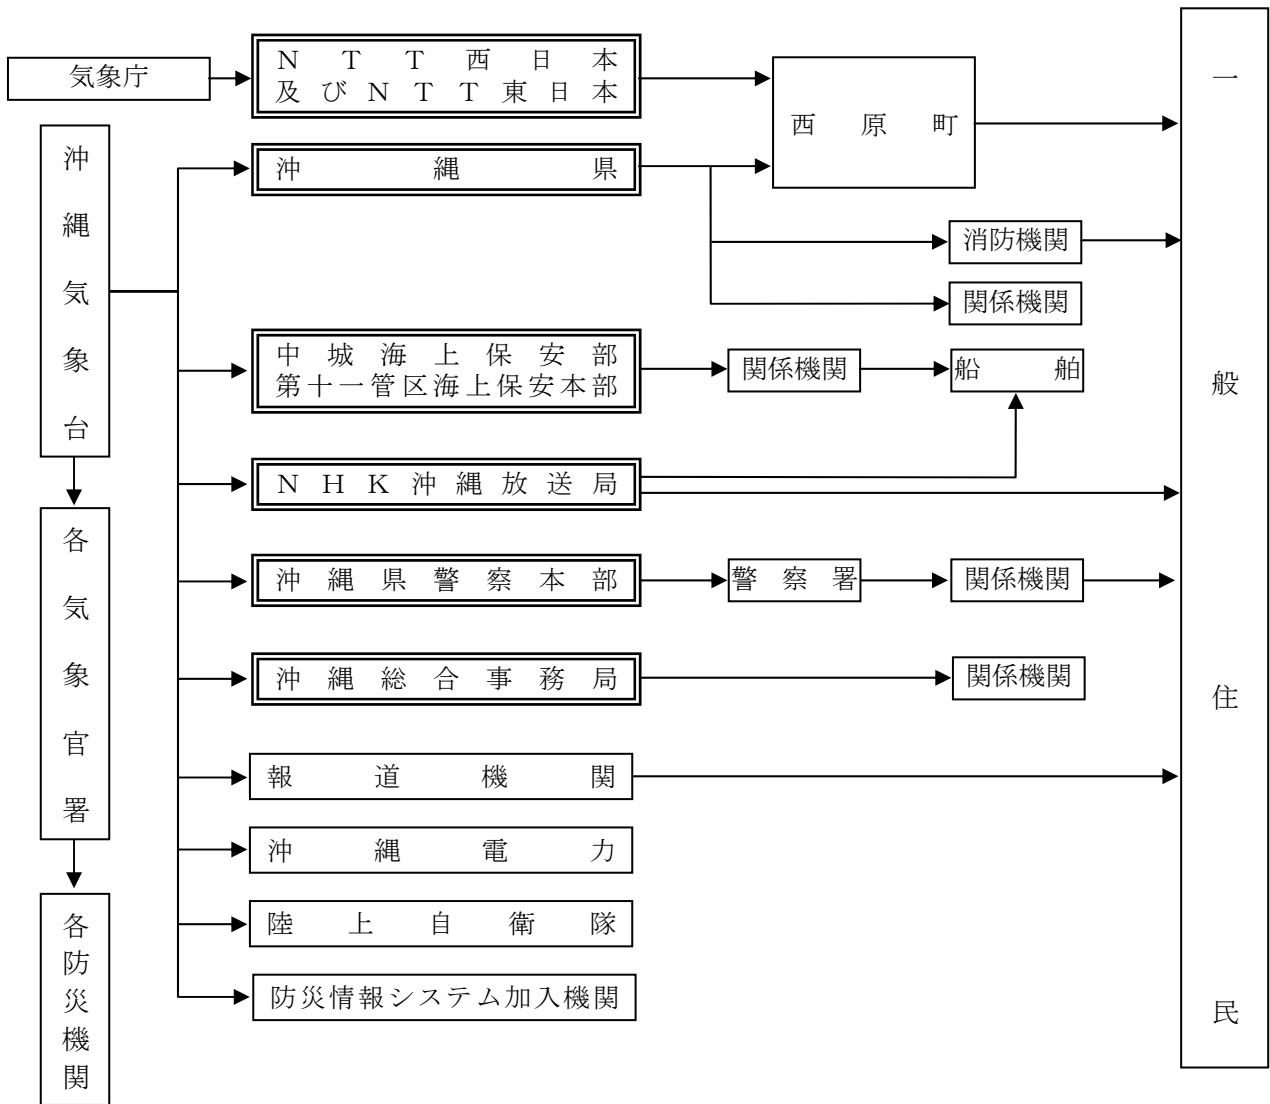 気象庁
NTT西日本
及びNTT東日本
西原町
沖縄県
消防機関
関係機関
沖縄気象台
中城海上保安部
第十一管区海上保安本部
関係機関
船舶
NHK沖縄放送局
各気象官署
沖縄県警察本部
警察署
関係機関
沖縄総合事務局
関係機関
報道機関
沖縄電力
陸上自衛隊
防災情報システム加入機関
各防災機関
一般住民